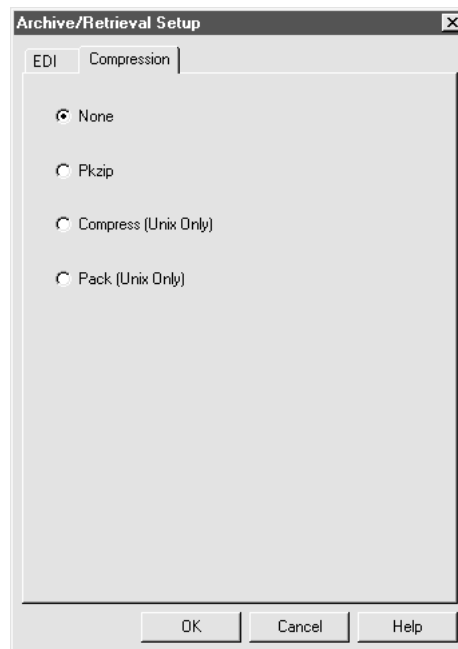 Archive/Retrieval Setup
EDI Compression
None
Pkzip
Compress (Unix Only)
Pack (Unix Only)
OK Cancel Help